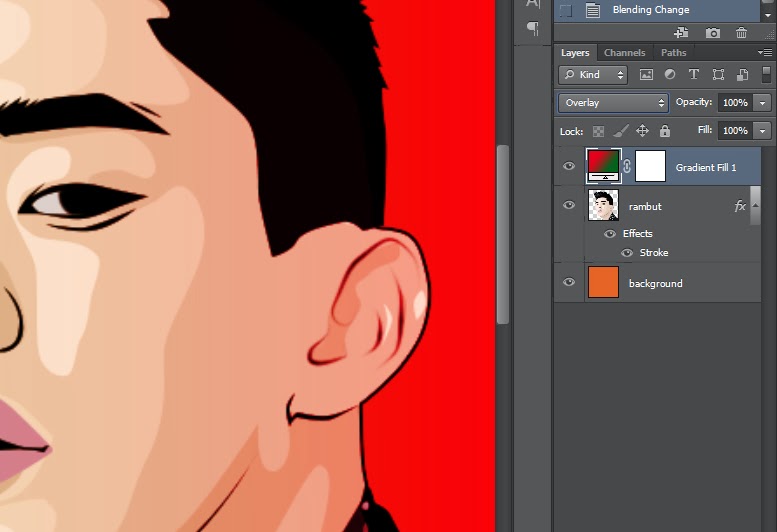 Blending Change
Layers Channels Paths
Kind
Overlay Opacity: 100%
Lock: Fill: 100%
Gradient Fill 1
rambut fx
Effects
Stroke
background